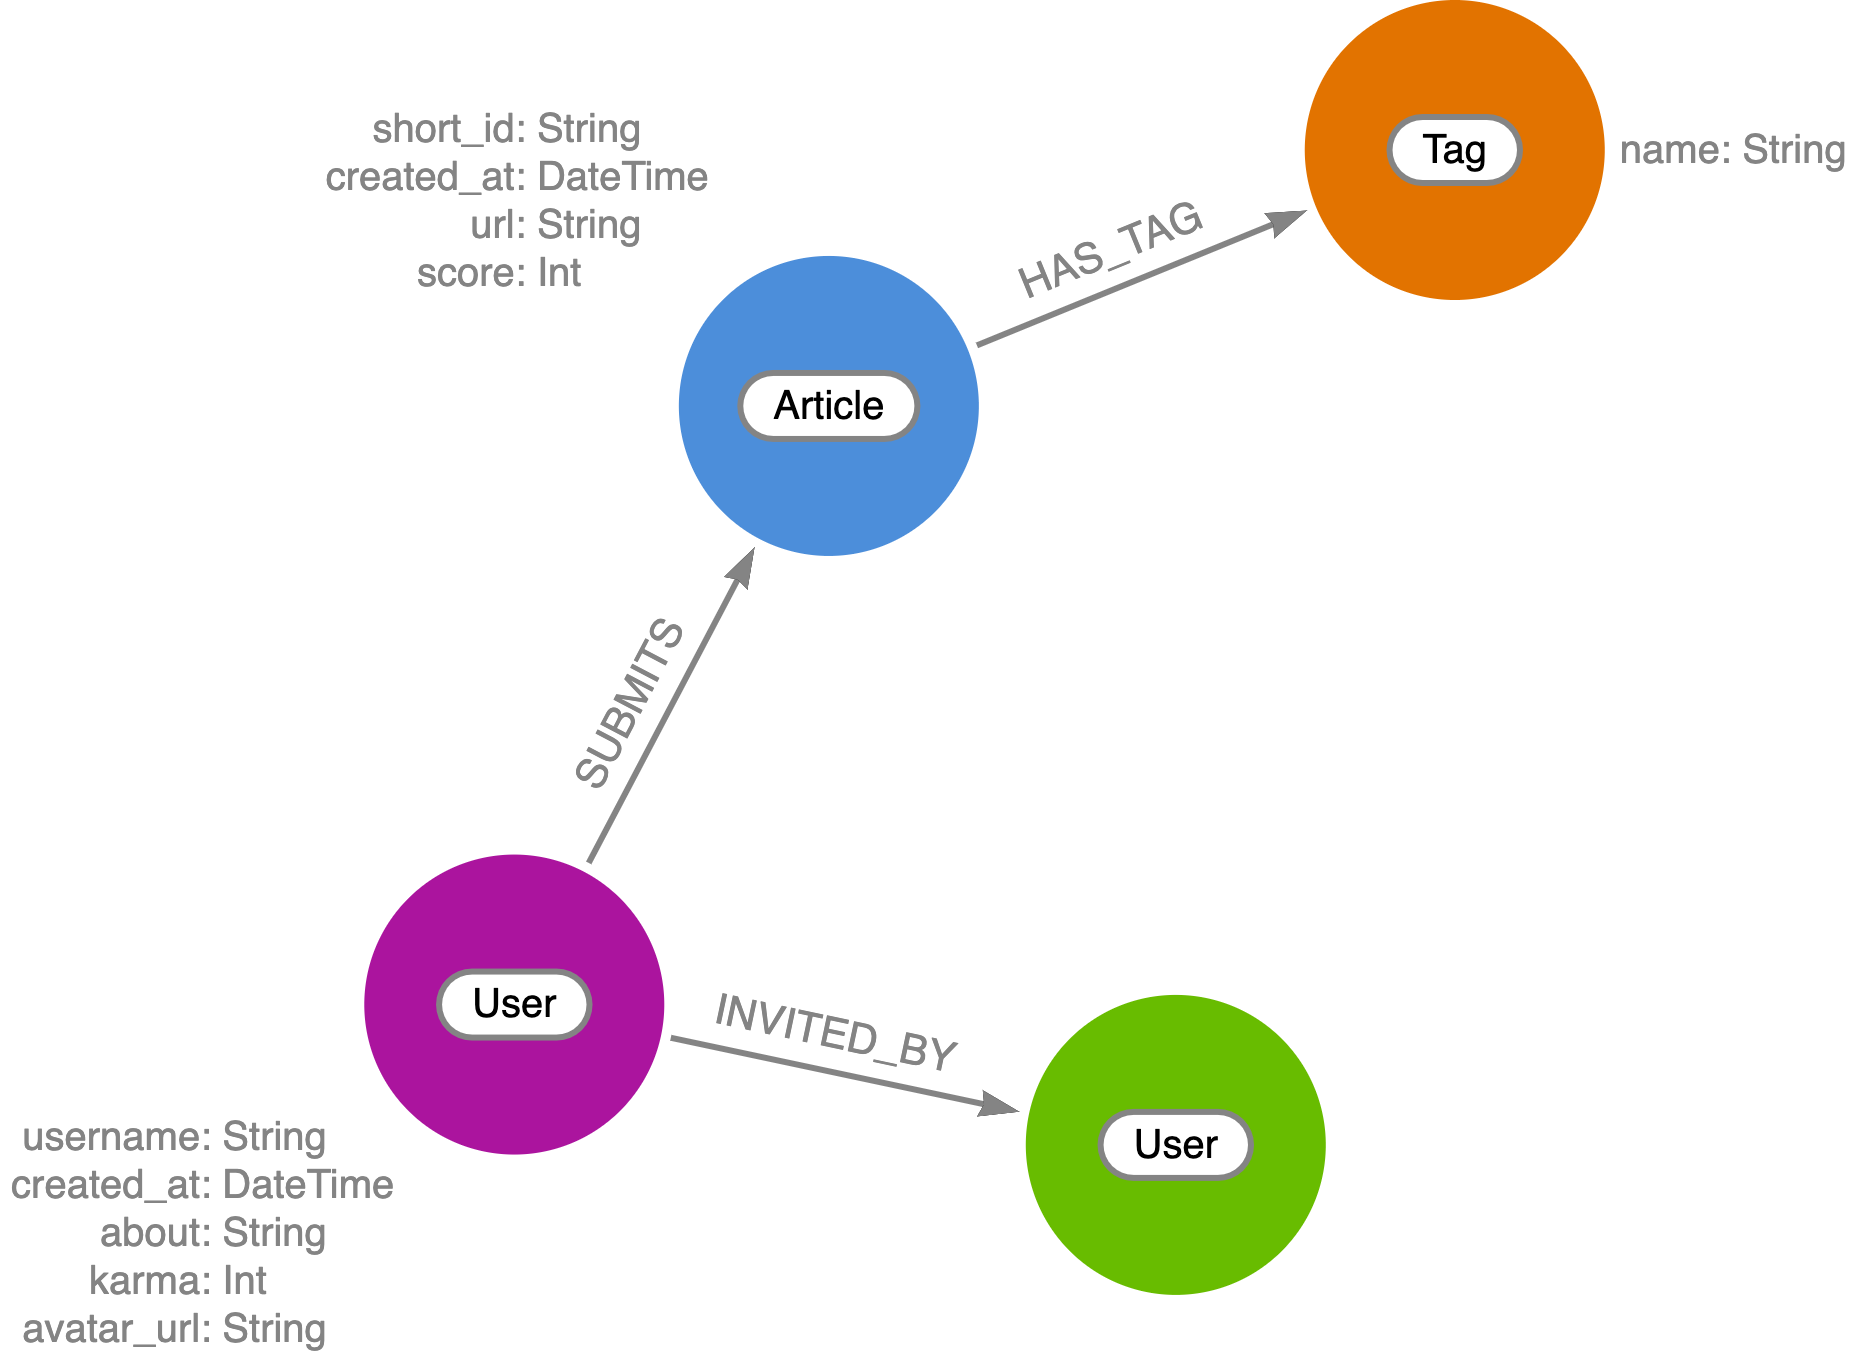 Tag
name: String
short_id: String
created_at: DateTime
url: String
score: Int
HAS_TAG
Article
SUBMITS
User
INVITED_BY
User
username: String
created_at: DateTime
about: String
karma: Int
avatar_url: String